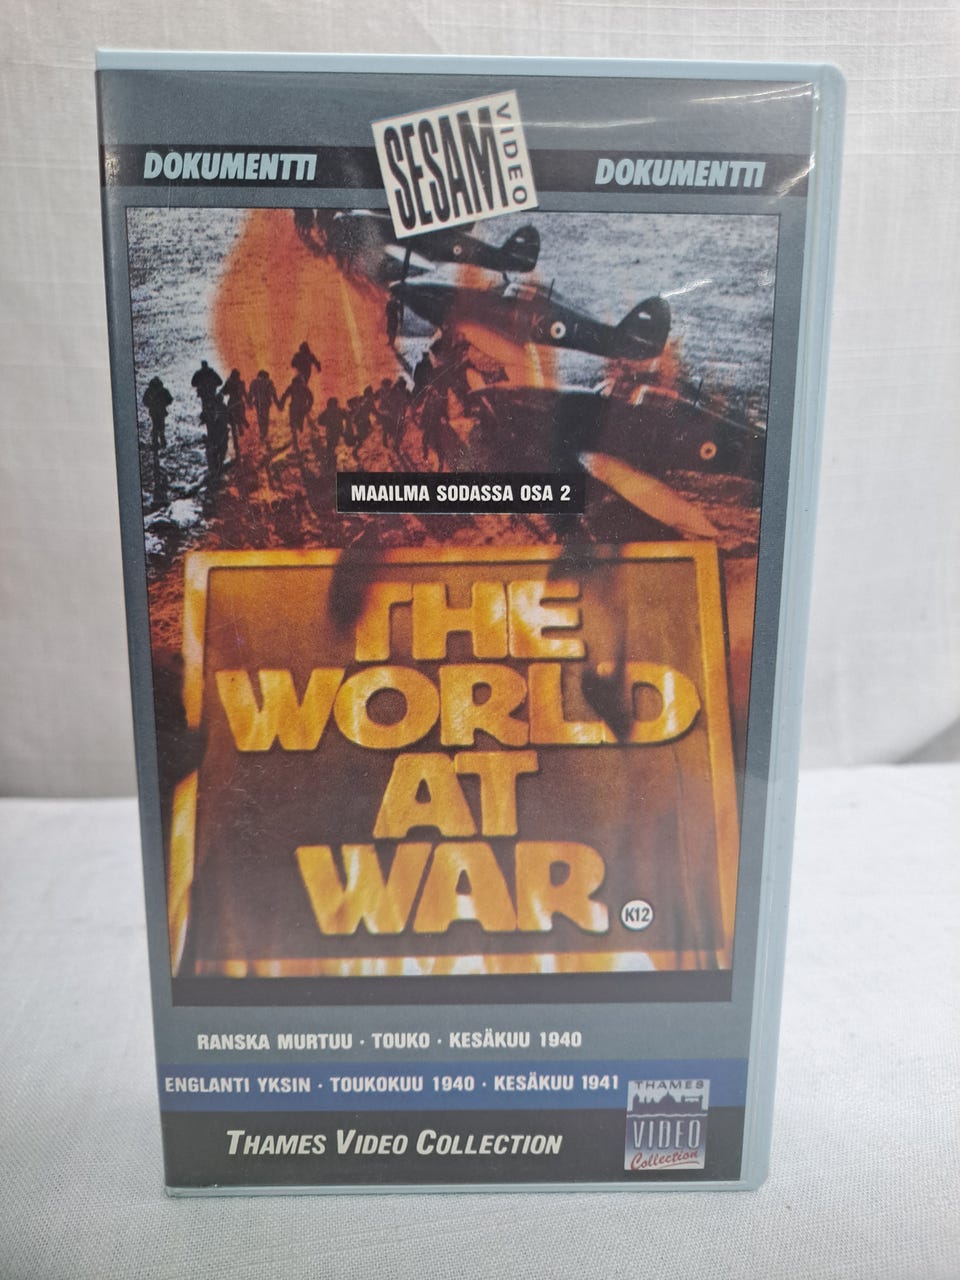 DOKUMENTTI
SESAM VIDEO
DOKUMENTTI
K
MAAILMA SODASSA OSA 2
THE
WORLD
AT
WAR
K12
RANSKA MURTUU · TOUKO · KESÄKUU 1940
ENGLANTI YKSIN · TOUKOKUU 1940 · KESÄKUU 1941
THAMES VIDEO COLLECTION
THAMES
VIDEO
Collection